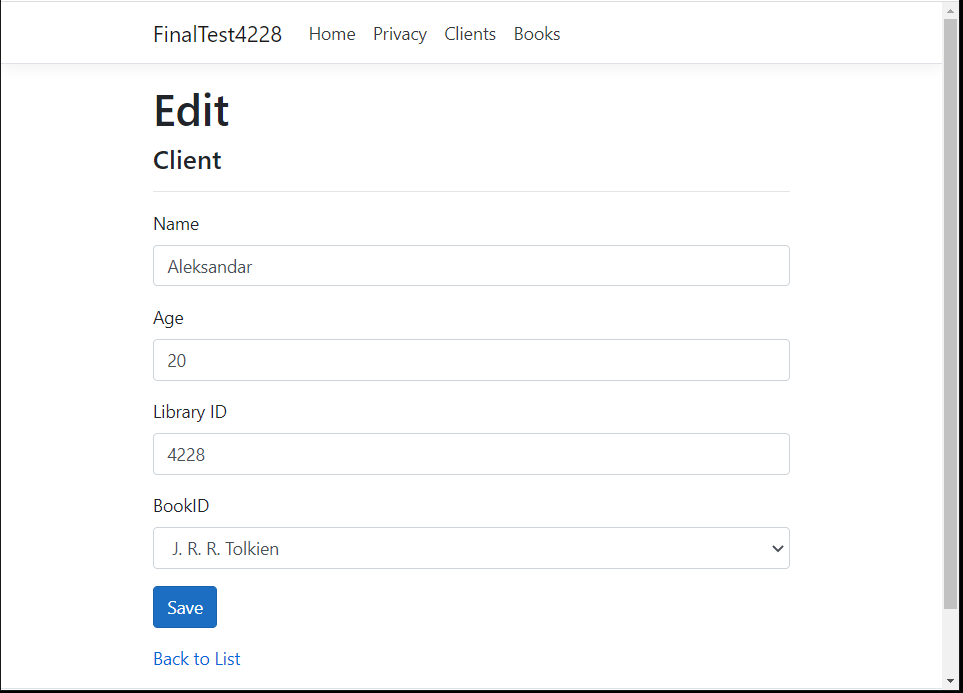 FinalTest4228 Home Privacy Clients Books
Edit
Client
Name
Aleksandar
Age
20
Library ID
4228
BookID
J. R. R. Tolkien
Save
Back to List